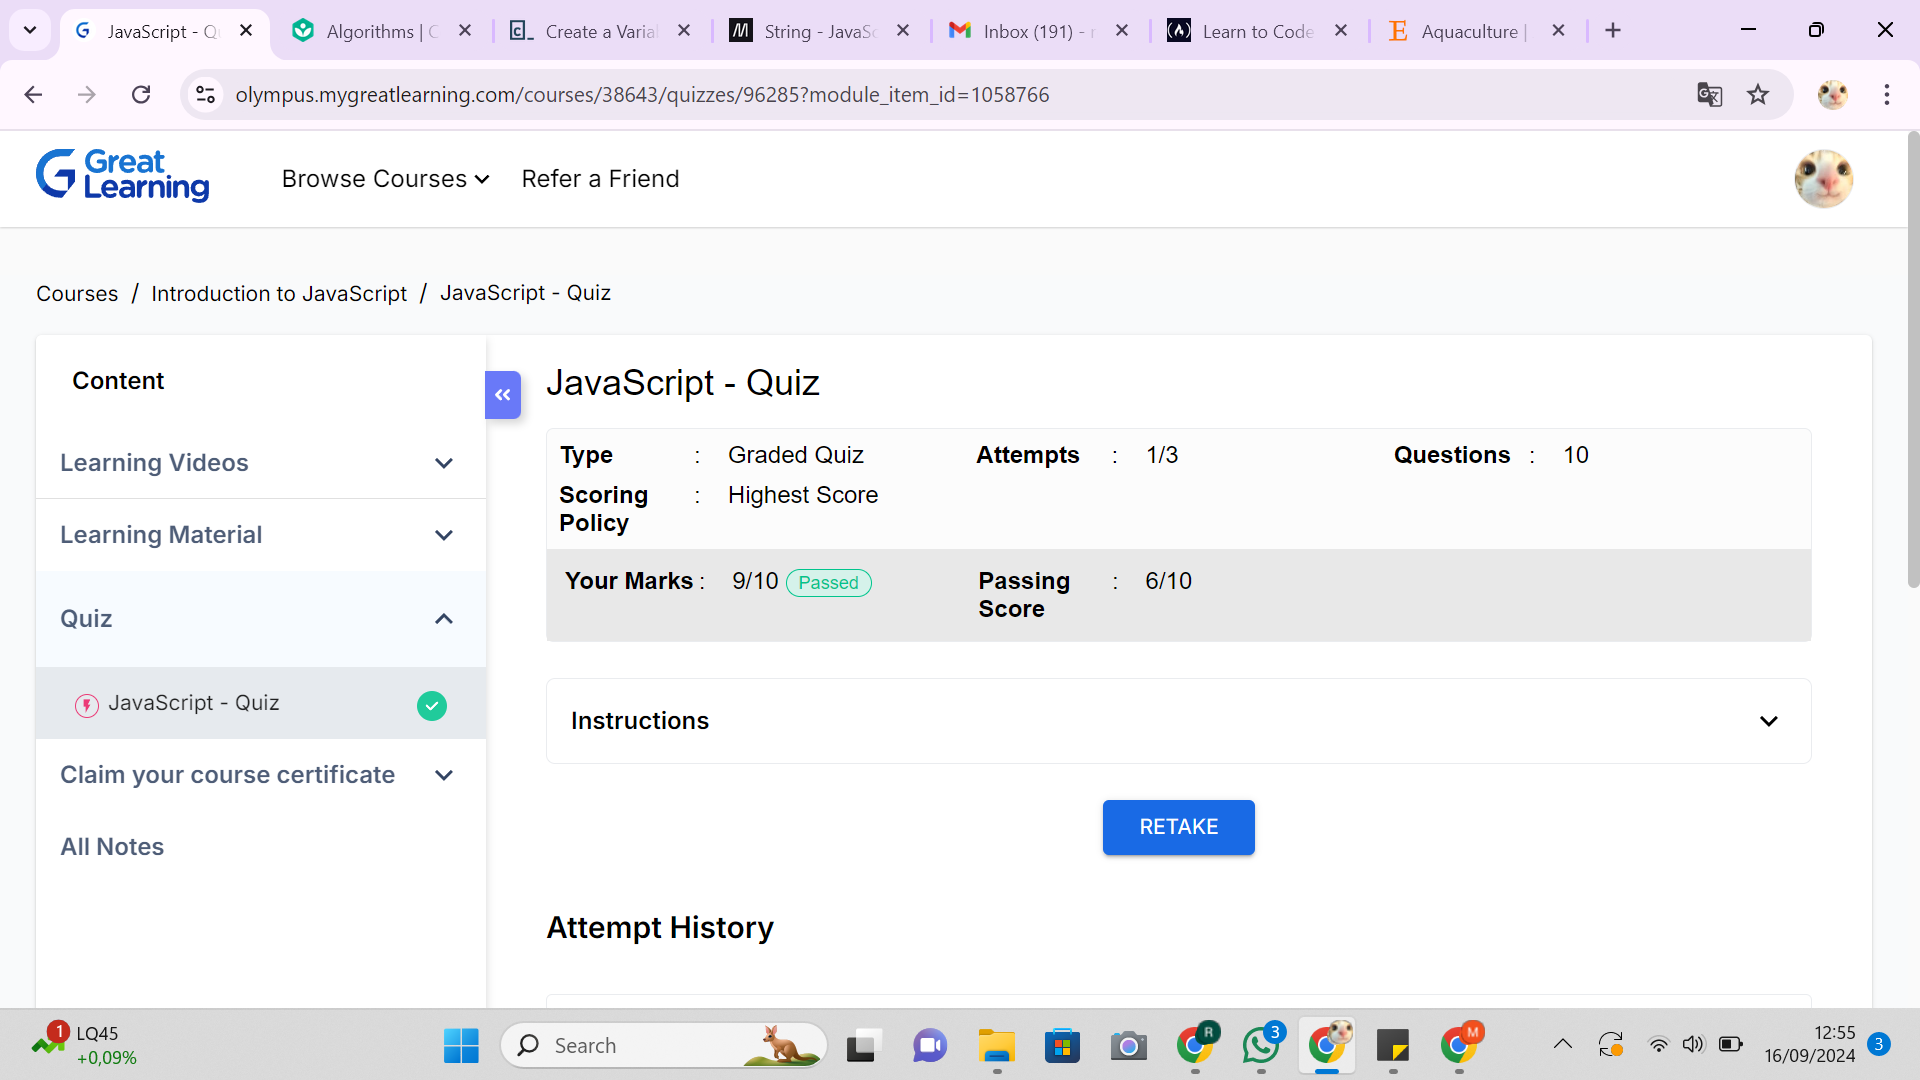 JavaScript - Qu
Algorithms | C
Create a Varial
String - JavaSc
Inbox (191) - r
Learn to Code
Aquaculture |
olympus.mygreatlearning.com/courses/38643/quizzes/96285?module_item_id=1058766
Great Learning
Browse Courses
Refer a Friend
Courses / Introduction to JavaScript / JavaScript - Quiz
Content
Learning Videos
Learning Material
Quiz
JavaScript - Quiz
Claim your course certificate
All Notes
JavaScript - Quiz
Type : Graded Quiz Attempts : 1/3 Questions : 10
Scoring Policy : Highest Score
Your Marks : 9/10 Passed Passing Score : 6/10
Instructions
RETAKE
Attempt History
1
LQ45
+0,09%
Search
R
3
M
12:55
16/09/2024
3